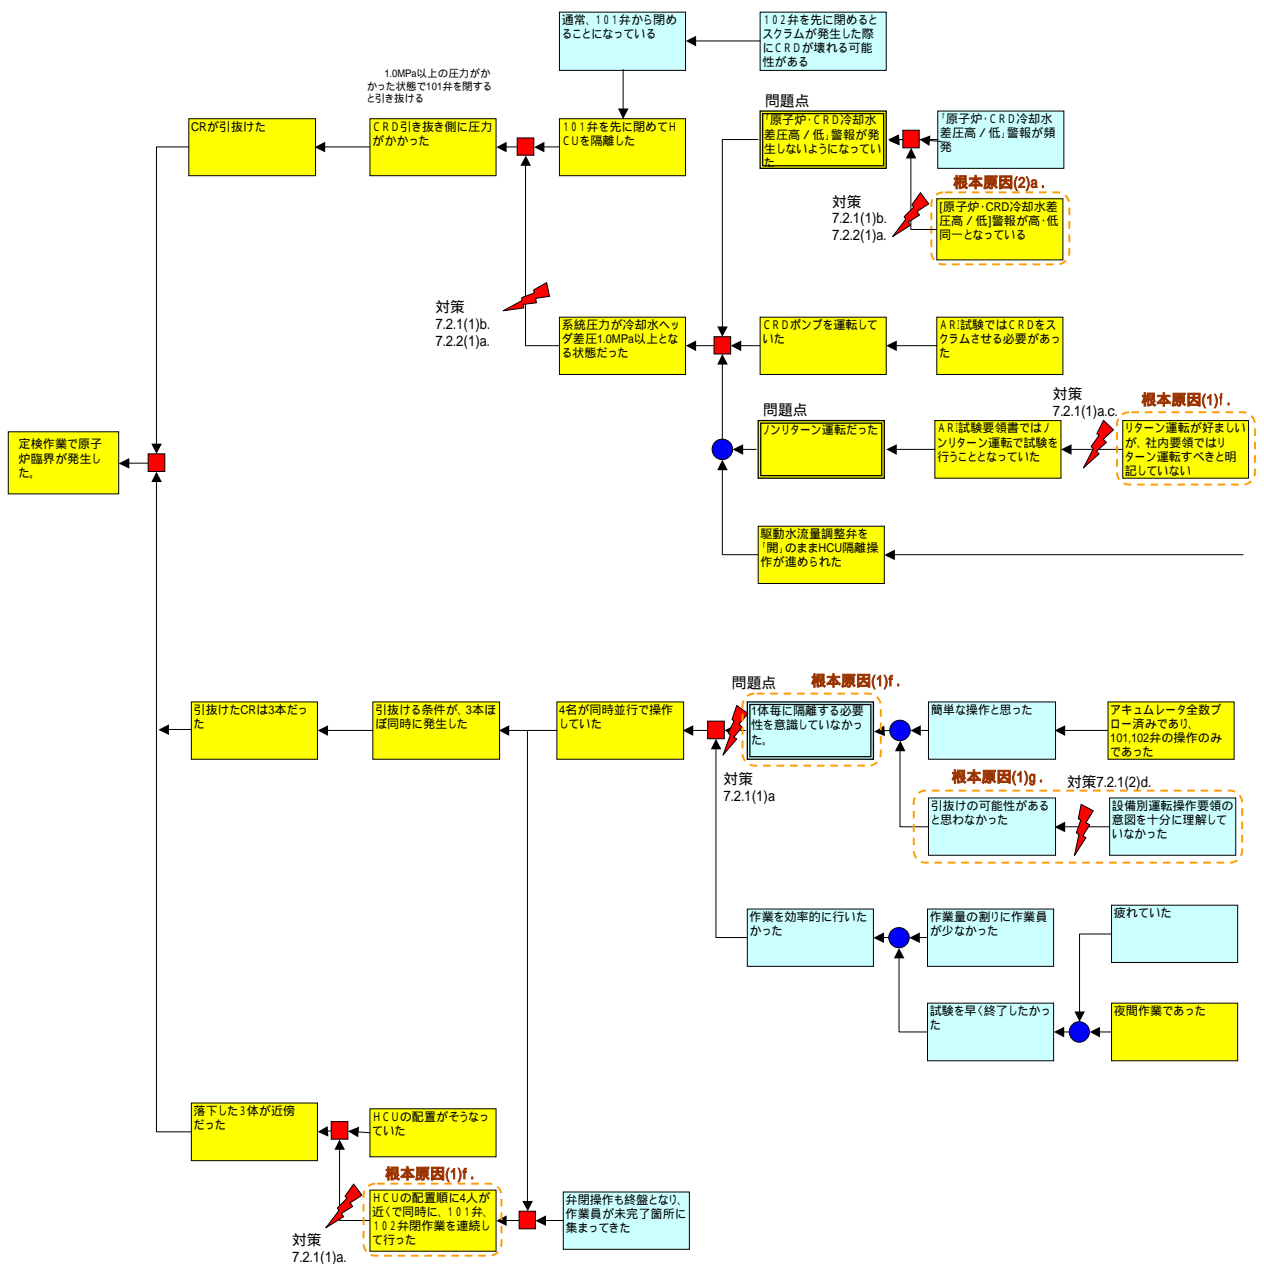 通常、101弁から閉め
ることになっている
102弁を先に閉めると
スクラムが発生した際
にCRDが壊れる可能
性がある
1.0MPa以上の圧力がか
かった状態で101弁を閉する
と引き抜ける
CRが引抜けた
CRD引き抜き側に圧力
がかかった
101弁を先に閉めてH
CUを隔離した
問題点
「原子炉・CRD冷却水
差圧高/低」警報が発
生しないようになってい
た
「原子炉・CRD冷却水
差圧高/低」警報が頻
発
根本原因(2)a.
対策
7.2.1(1)b.
7.2.2(1)a.
[原子炉・CRD冷却水差
圧高/低]警報が高・低
同一となっている
対策
7.2.1(1)b.
7.2.2(1)a.
系統圧力が冷却水ヘッ
ダ差圧1.0MPa以上とな
る状態だった
CRDポンプを運転して
いた
ARI試験ではCRDをス
クラムさせる必要があっ
た
問題点
ノンリターン運転だった
ARI試験要領書ではノ
ンリターン運転で試験を
行うこととなっていた
対策
7.2.1(1)a.c.
根本原因(1)f.
リターン運転が好ましい
が、社内要領ではリ
ターン運転すべきと明
記していない
定検作業で原子
炉臨界が発生し
た。
駆動水流量調整弁を
「開」のままHCU隔離操
作が進められた
引抜けたCRは3本だっ
た
引抜ける条件が、3本ほ
ぼ同時に発生した
4名が同時並行で操作
していた
問題点
根本原因(1)f.
1体毎に隔離する必要
性を意識していなかっ
た。
対策
7.2.1(1)a
簡単な操作と思った
アキュムレータ全数ブ
ロー済みであり、
101,102弁の操作のみ
であった
根本原因(1)g.
対策7.2.1(2)d.
引抜けの可能性がある
と思わなかった
設備別運転操作要領の
意図を十分に理解して
いなかった
作業を効率的に行いた
かった
作業量の割りに作業員
が少なかった
疲れていた
試験を早く終了したかっ
た
夜間作業であった
落下した3体が近傍
だった
HCUの配置がそうなっ
ていた
根本原因(1)f.
HCUの配置順に4人が
近くで同時に、101弁、
102弁閉作業を連続し
て行った
対策
7.2.1(1)a.
弁閉操作も終盤となり、
作業員が未完了箇所に
集まってきた